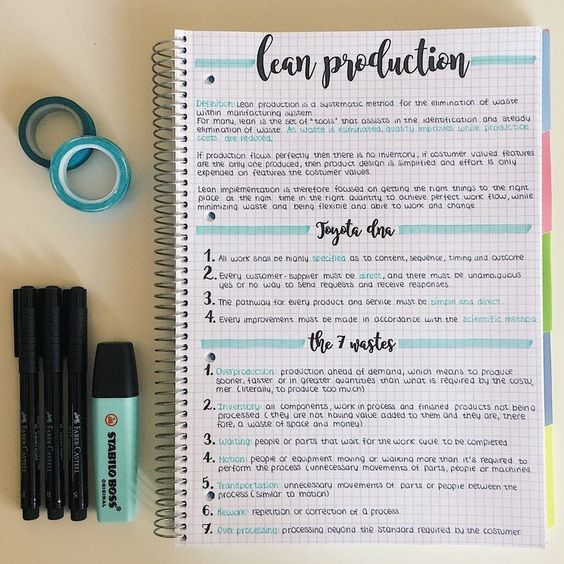 lean production
Definition: Lean production is a systematic method for the elimination of waste
within manifacturing system
For many, lean is the set of "tools" that assists in the identification and steady
elimination of waste. As waste is eliminated, quality improves while production
costs are reduced.
If production flows perfectly then there is no inventory, if costumer valued features
are the only one produced, then product design is simplified and effort is only
expended on features the costumer values.
Lean implementation is therefore focused on getting the right things to the right
place at the right time in the right quantity to achieve perfect work flow, while
minimizing waste and being flexible and able to work and change
Toyota dna
1. All work shall be highly specified as to content, sequence, timing and outcome
2. Every customer-supplier must be direct, and there must be unambiguous
yes or no way to send requests and receive responses
3. The pathway for every product and service must be simple and direct
4. Every improvement must be made in accordance with the scientific method
the 7 wastes
1. Overproduction: production ahead of demand, which means to produce
sooner, faster or in greater quantities than what is required by the costu,
mer (literally, to produce too much)
2. Inventory: all components, work in process and finished products not being
processed (they are not having value added to them and they are, there
fore, a waste of space and money)
3. Waiting: people or parts that wait for the work cycle to be completed
4. Motion: people or equipment moving or walking more than it's required to
perform the process (unnecessary movements of parts, people or machines
5. Transportation: unnecessary movements of parts or people between the
process (similar to motion)
6. Rework: repetition or correction of a process
7. Over processing: processing beyond the standard required by the costumer
STABILO BOSS
ORIGINAL
FABER-CASTELL
FABER-CASTELL
FABER-CASTELL
S